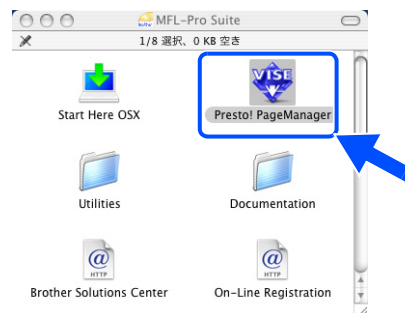 MFL-Pro Suite
1/8 選択、0 KB 空き
VISE
Start Here OSX
Presto! PageManager
Utilities
Documentation
@
HTTP
@
HTTP
Brother Solutions Center
On-Line Registration